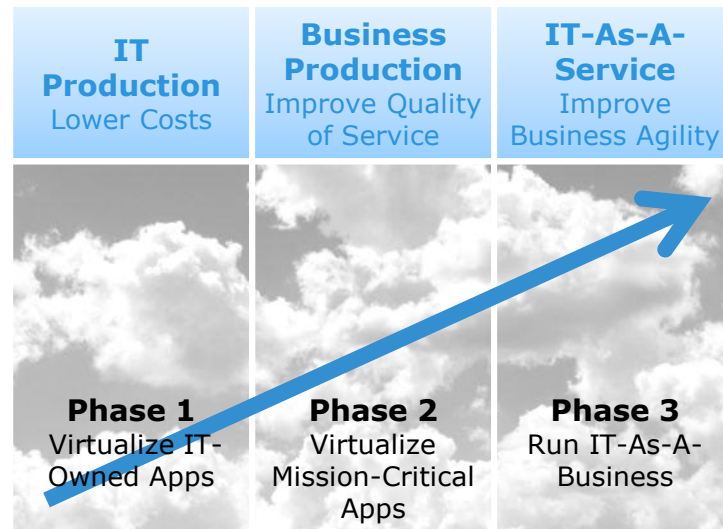 IT
Production
Lower Costs
Business
Production
Improve Quality
of Service
IT-As-A-
Service
Improve
Business Agility
Phase 1
Virtualize IT-
Owned Apps
Phase 2
Virtualize
Mission-Critical
Apps
Phase 3
Run IT-As-A-
Business